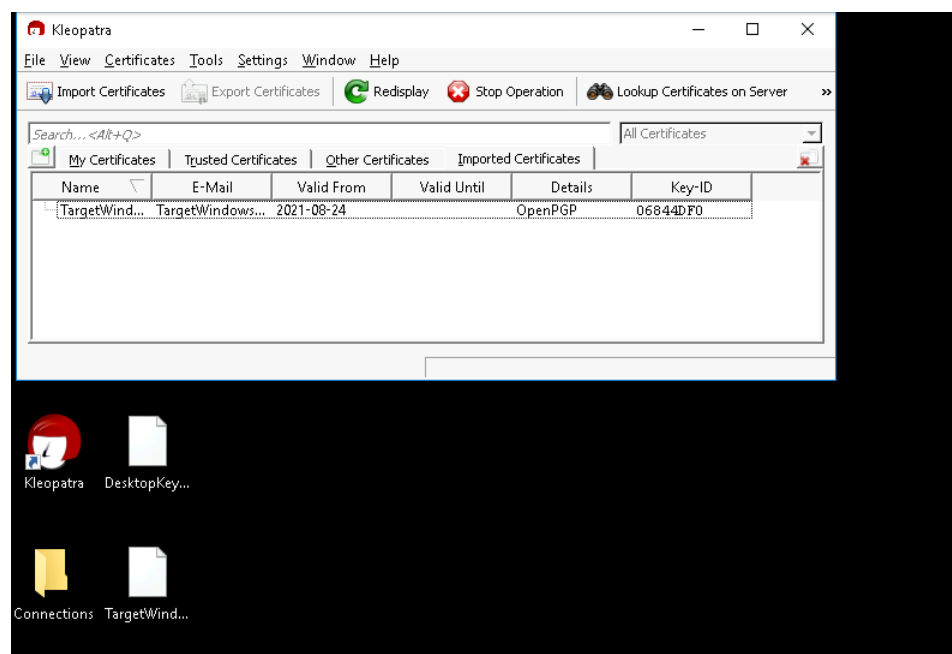 Kleopatra
File View Certificates Tools Settings Window Help
Import Certificates Export Certificates Redisplay Stop Operation Lookup Certificates on Server »
Search...<Alt+Q> All Certificates
My Certificates Trusted Certificates Other Certificates Imported Certificates
Name E-Mail Valid From Valid Until Details Key-ID
TargetWind... TargetWindows... 2021-08-24 OpenPGP 06844DF0
Kleopatra DesktopKey...
Connections TargetWind...